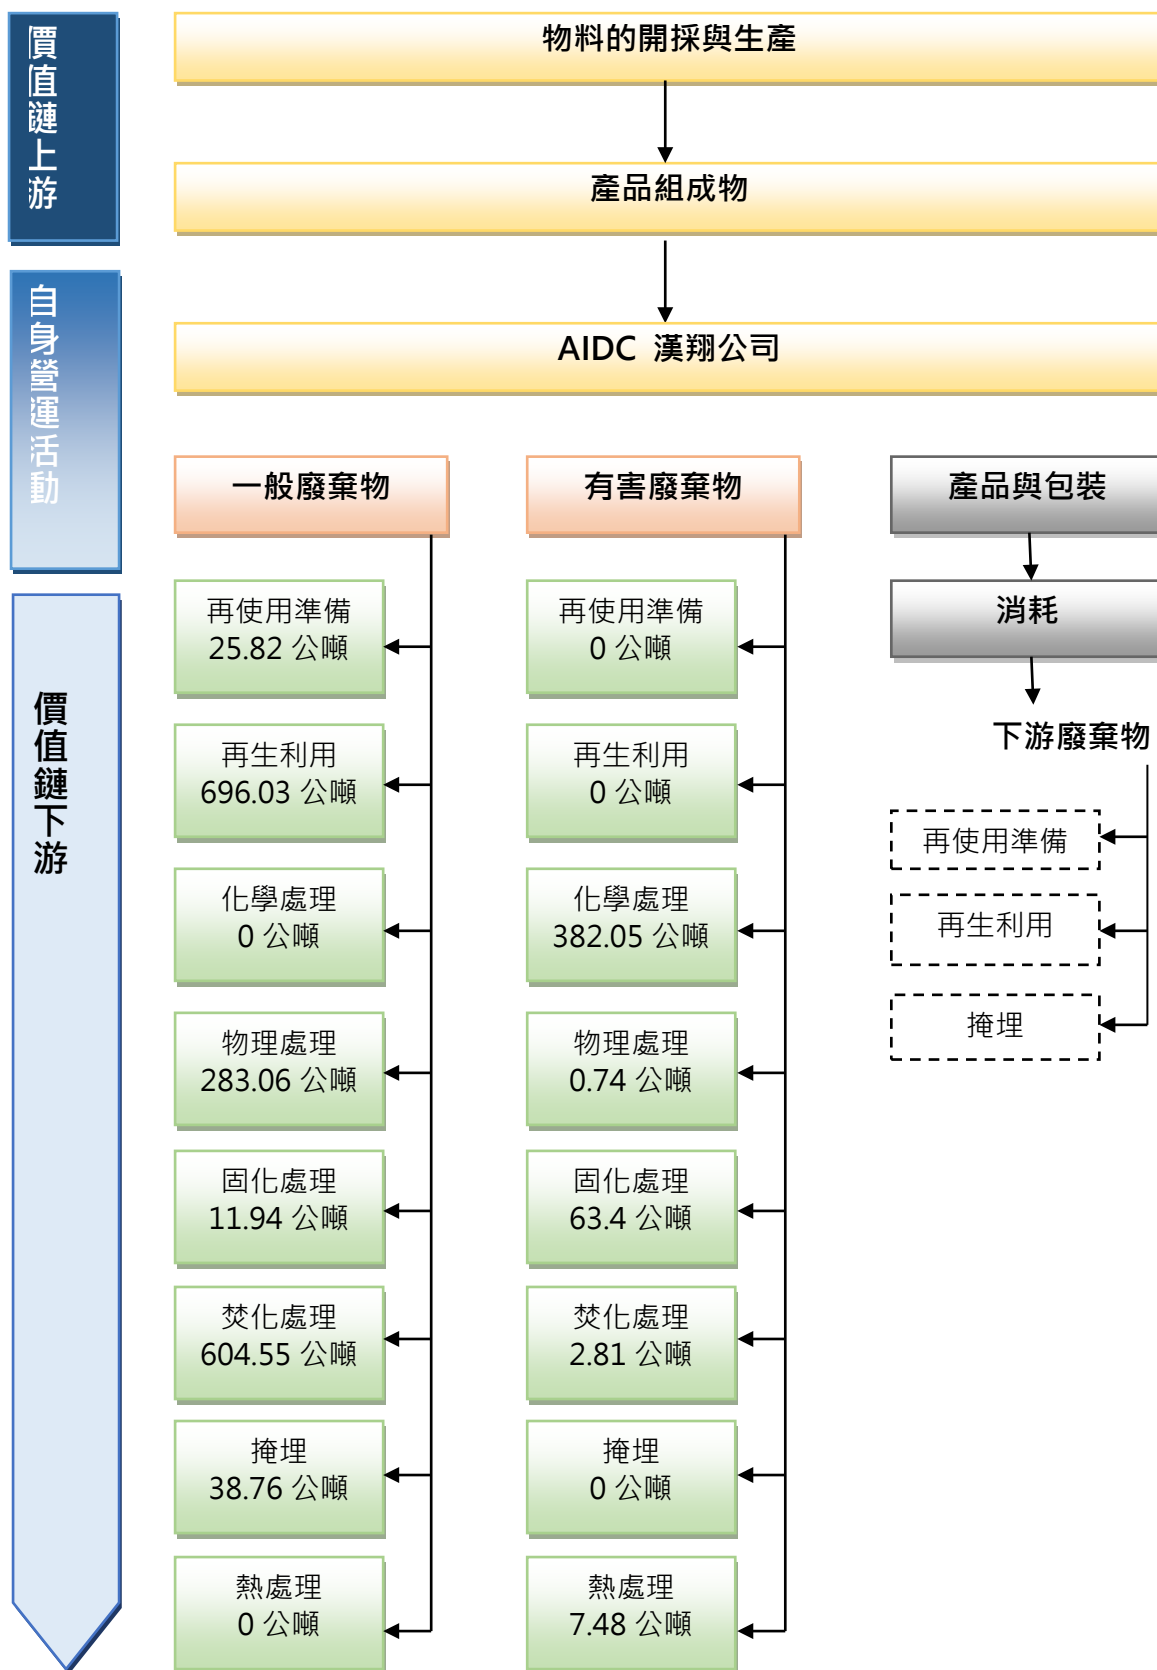 價值鏈上游
物料的開採與生產
產品組成物
自身營運活動
AIDC 漢翔公司
一般廢棄物
再使用準備
25.82 公噸
再生利用
696.03 公噸
化學處理
0 公噸
物理處理
283.06 公噸
固化處理
11.94 公噸
焚化處理
604.55 公噸
掩埋
38.76 公噸
熱處理
0 公噸
有害廢棄物
再使用準備
0 公噸
再生利用
0 公噸
化學處理
382.05 公噸
物理處理
0.74 公噸
固化處理
63.4 公噸
焚化處理
2.81 公噸
掩埋
0 公噸
熱處理
7.48 公噸
產品與包裝
消耗
下游廢棄物
再使用準備
再生利用
掩埋
價值鏈下游